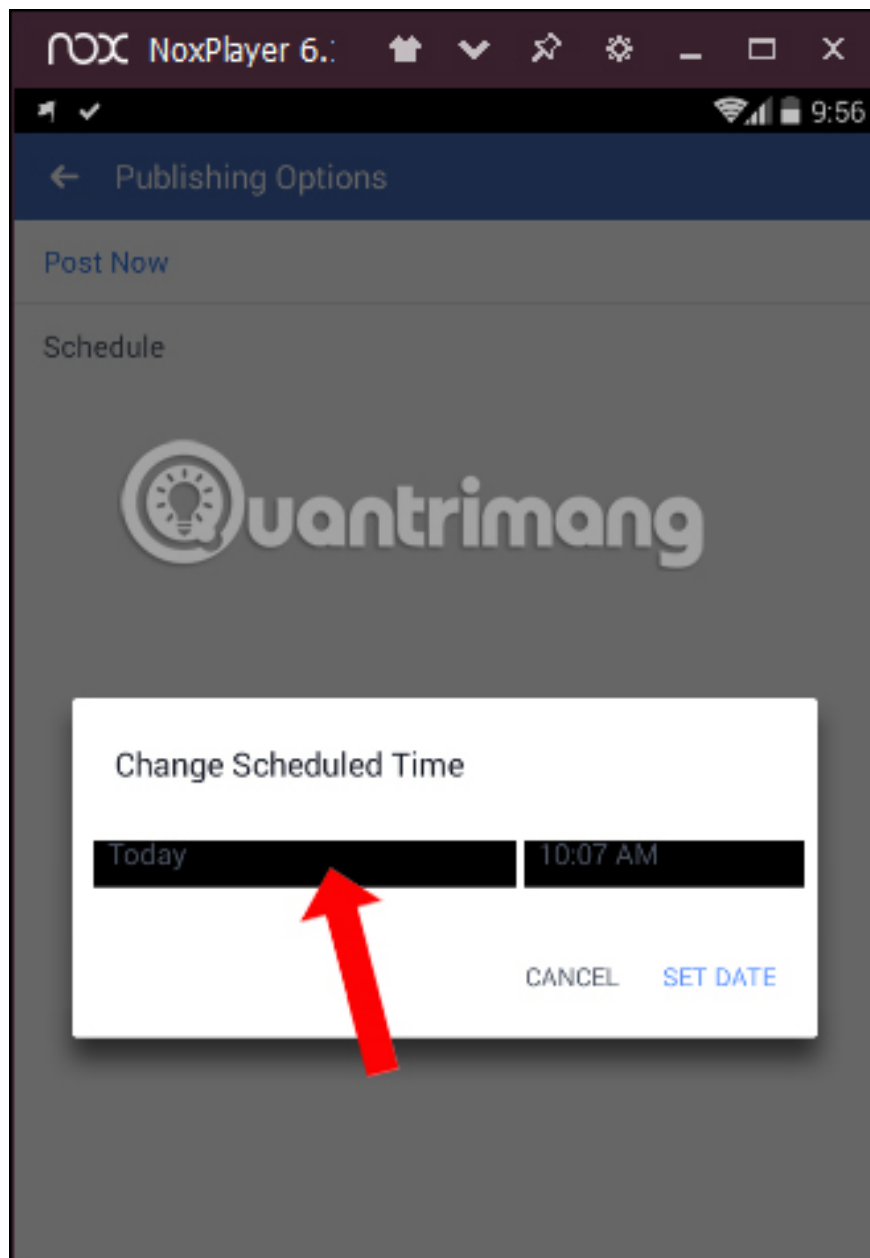 nox NoxPlayer 6.
9:56
Publishing Options
Post Now
Schedule
Quantrimang
Change Scheduled Time
Today 10:07 AM
CANCEL SET DATE